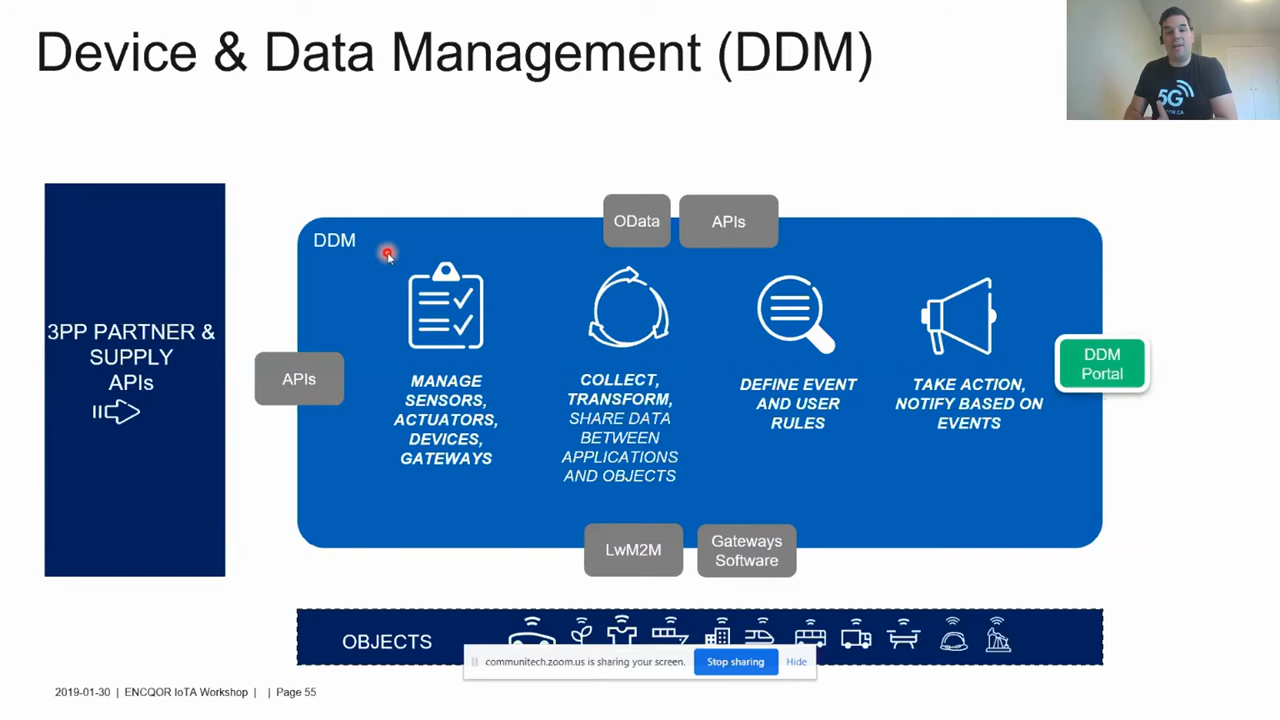 Device & Data Management (DDM)
5G
3PP PARTNER &
SUPPLY
APIs
DDM
OData
APIs
APIs
MANAGE
SENSORS,
ACTUATORS,
DEVICES,
GATEWAYS
COLLECT,
TRANSFORM,
SHARE DATA
BETWEEN
APPLICATIONS
AND OBJECTS
DEFINE EVENT
AND USER
RULES
TAKE ACTION,
NOTIFY BASED ON
EVENTS
DDM
Portal
LwM2M
Gateways
Software
OBJECTS
communitech.zoom.us is sharing your screen.
Stop sharing
Hide
2019-01-30 | ENCQOR IoTA Workshop | | Page 55